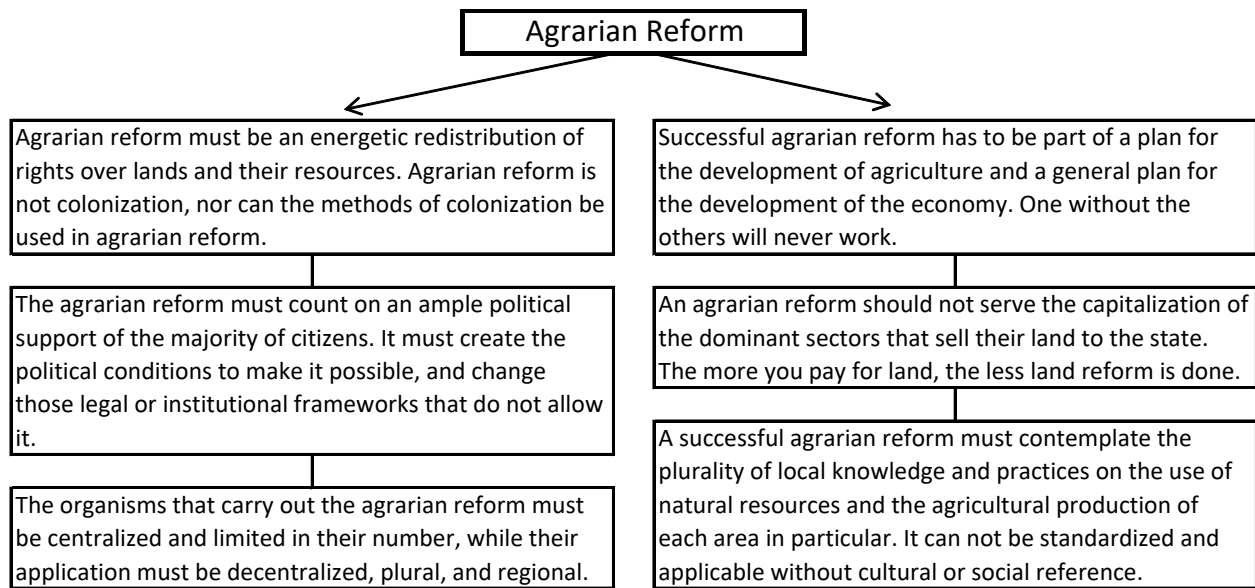 Agrarian Reform
Agrarian reform must be an energetic redistribution of
rights over lands and their resources. Agrarian reform is
not colonization, nor can the methods of colonization be
used in agrarian reform.
The agrarian reform must count on an ample political
support of the majority of citizens. It must create the
political conditions to make it possible, and change
those legal or institutional frameworks that do not allow
it.
The organisms that carry out the agrarian reform must
be centralized and limited in their number, while their
application must be decentralized, plural, and regional.
Successful agrarian reform has to be part of a plan for
the development of agriculture and a general plan for
the development of the economy. One without the
others will never work.
An agrarian reform should not serve the capitalization of
the dominant sectors that sell their land to the state.
The more you pay for land, the less land reform is done.
A successful agrarian reform must contemplate the
plurality of local knowledge and practices on the use of
natural resources and the agricultural production of
each area in particular. It can not be standardized and
applicable without cultural or social reference.